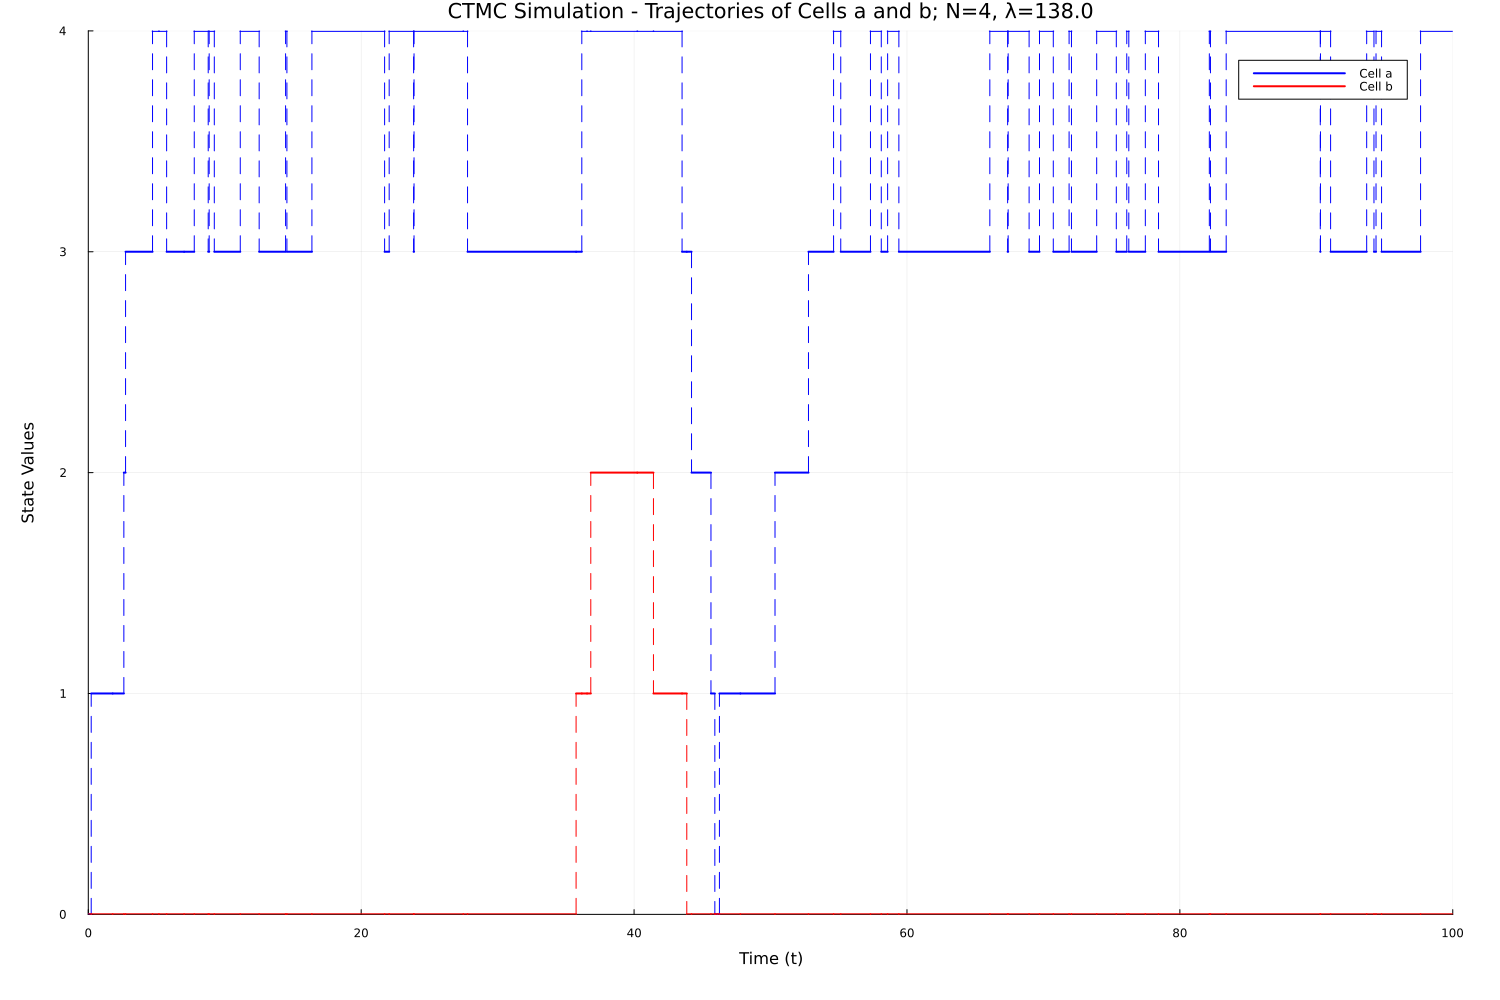 CTMC Simulation - Trajectories of Cells a and b; N=4, λ=138.0
4
Cell a
Cell b
3
State Values
2
1
0
0 20 40 60 80 100
Time (t)